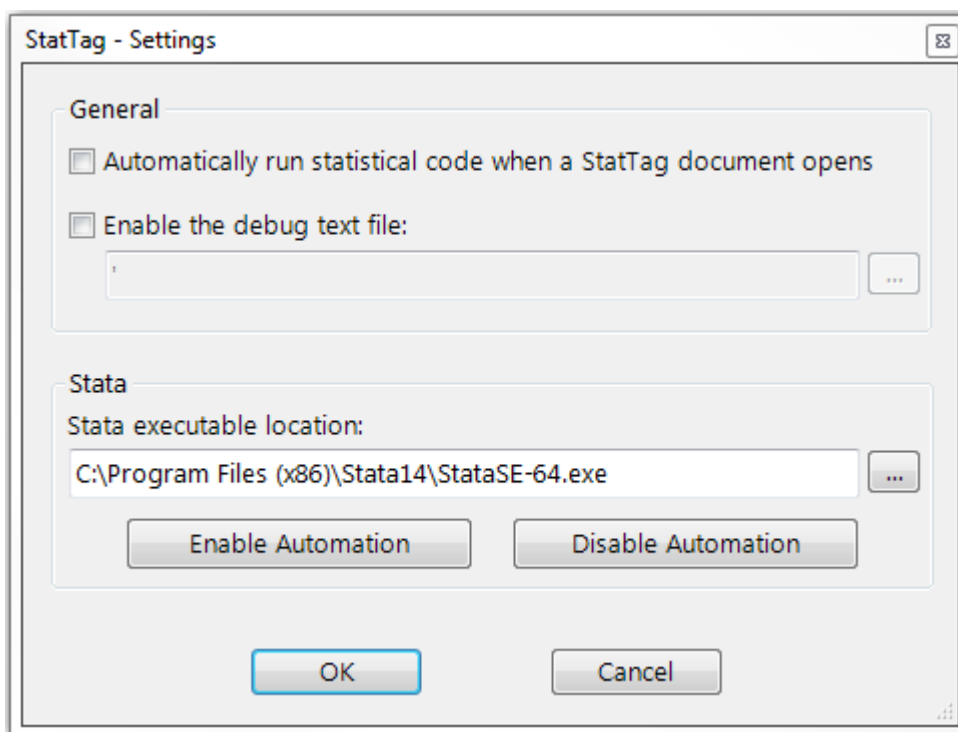 StatTag - Settings
General
Automatically run statistical code when a StatTag document opens
Enable the debug text file:
'
...
Stata
Stata executable location:
C:\Program Files (x86)\Stata14\StataSE-64.exe
...
Enable Automation Disable Automation
OK Cancel